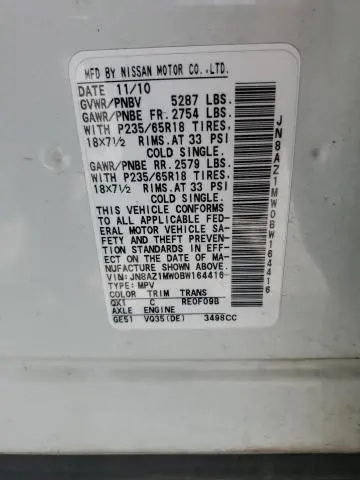 MFD BY NISSAN MOTOR CO.,LTD.
DATE 11/10
GVWR/PNBV 5287 LBS.
GAWR/PNBE FR. 2754 LBS.
WITH P235/65R18 TIRES,
18X7½ RIMS. AT 33 PSI
COLD SINGLE.
GAWR/PNBE RR. 2579 LBS.
WITH P235/65R18 TIRES,
18X7½ RIMS. AT 33 PSI
COLD SINGLE.
THIS VEHICLE CONFORMS
TO ALL APPLICABLE FED-
ERAL MOTOR VEHICLE SA-
FETY AND THEFT PREVENT-
ION STANDARDS IN EFF-
ECT ON THE DATE OF MA-
NUFACTURE SHOWN ABOVE.
VIN: JN8AZ1MW0BW164416
TYPE: MPV
COLOR TRIM TRANS
QX1 C RE0F09B
AXLE ENGINE
GE51 VQ35(DE) 3498CC
JN8AZ1MW0BW164416